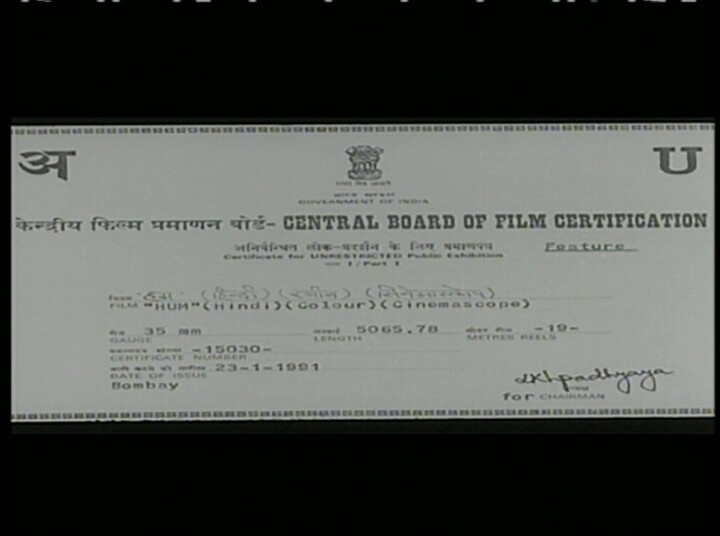 अ
U
भारत सरकार
GOVERNMENT OF INDIA
केन्द्रीय फिल्म प्रमाणन बोर्ड- CENTRAL BOARD OF FILM CERTIFICATION
अनिर्बन्धित लोक-प्रदर्शन के लिए प्रमाणपत्र Feature
Certificate for UNRESTRICTED Public Exhibition
I/Part I
फिल्म (हिन्दी) (रंगीन) (सिनेमास्कोप)
FILM "HUM"(Hindi)(Colour)(Cinemascope)
गेज 35 mm लम्बाई 5065.78 -19-
GAUGE LENGTH METRES REELS
-15030-
CERTIFICATE NUMBER
23-1-1991
DATE OF ISSUE
Bombay
for CHAIRMAN